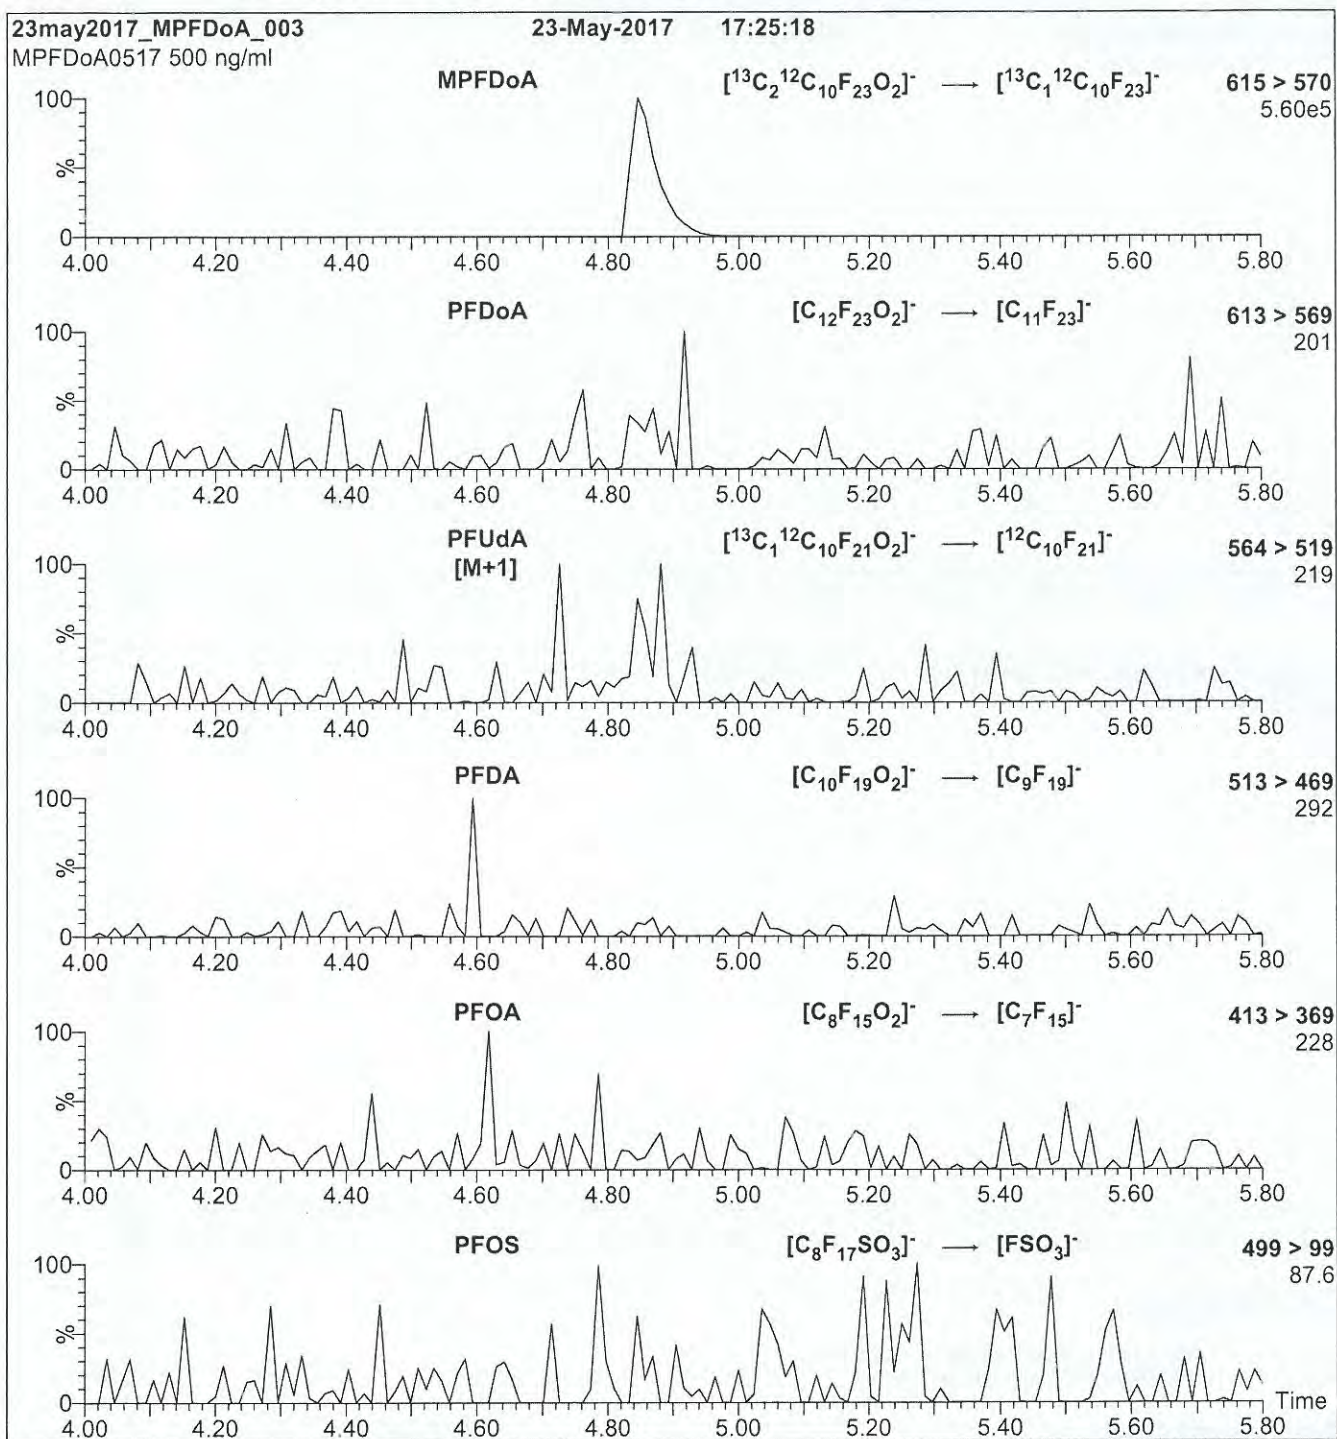 23may2017_MPFDoA_003 23-May-2017 17:25:18
MPFDoA0517 500 ng/ml
MPFDoA [¹³C₂¹²C₁₀F₂₃O₂]⁻ → [¹³C₁¹²C₁₀F₂₃]⁻ 615 > 570
5.60e5
100
%
0
4.00 4.20 4.40 4.60 4.80 5.00 5.20 5.40 5.60 5.80
PFDoA [C₁₂F₂₃O₂]⁻ → [C₁₁F₂₃]⁻ 613 > 569
201
100
%
0
4.00 4.20 4.40 4.60 4.80 5.00 5.20 5.40 5.60 5.80
PFUdA [¹³C₁¹²C₁₀F₂₁O₂]⁻ → [¹²C₁₀F₂₁]⁻ 564 > 519
[M+1] 219
100
%
0
4.00 4.20 4.40 4.60 4.80 5.00 5.20 5.40 5.60 5.80
PFDA [C₁₀F₁₉O₂]⁻ → [C₉F₁₉]⁻ 513 > 469
292
100
%
0
4.00 4.20 4.40 4.60 4.80 5.00 5.20 5.40 5.60 5.80
PFOA [C₈F₁₅O₂]⁻ → [C₇F₁₅]⁻ 413 > 369
228
100
%
0
4.00 4.20 4.40 4.60 4.80 5.00 5.20 5.40 5.60 5.80
PFOS [C₈F₁₇SO₃]⁻ → [FSO₃]⁻ 499 > 99
87.6
100
%
0
Time
4.00 4.20 4.40 4.60 4.80 5.00 5.20 5.40 5.60 5.80